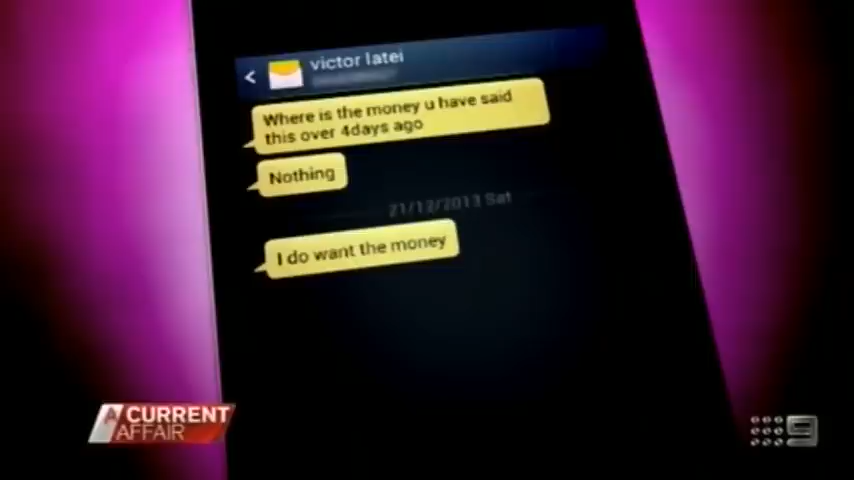 victor latei
Where is the money u have said
this over 4days ago
Nothing
21/12/2013 Sat
I do want the money
A CURRENT
AFFAIR
9